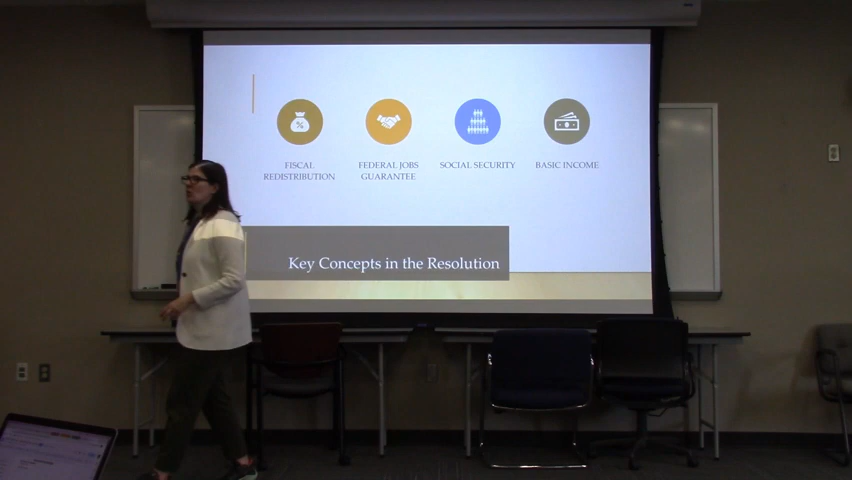 FISCAL
REDISTRIBUTION
FEDERAL JOBS
GUARANTEE
SOCIAL SECURITY
BASIC INCOME
Key Concepts in the Resolution